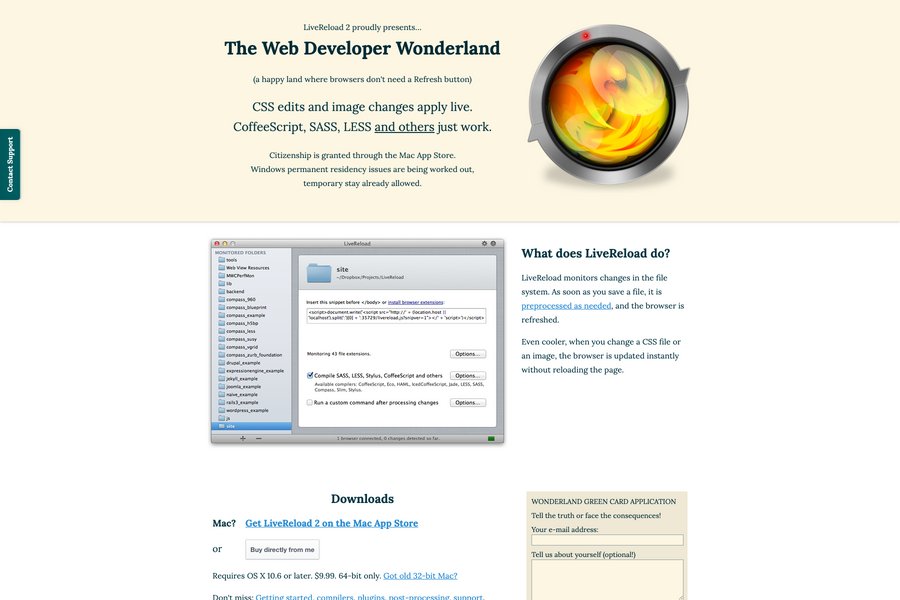 LiveReload 2 proudly presents...
The Web Developer Wonderland
(a happy land where browsers don't need a Refresh button)
CSS edits and image changes apply live.
CoffeeScript, SASS, LESS and others just work.
Citizenship is granted through the Mac App Store.
Windows permanent residency issues are being worked out,
temporary stay already allowed.
Contact Support
LiveReload
MONITORED FOLDERS
tools
Web View Resources
MWCPerfMon
lib
backend
compass_960
compass_blueprint
compass_example
compass_h5bp
compass_less
compass_susy
compass_vgrid
compass_zurb_foundation
drupal_example
expressionengine_example
jekyll_example
joomla_example
naive_example
rails3_example
wordpress_example
js
site
site
~/Dropbox/Projects/LiveReload
Insert this snippet before </body> or install browser extensions:
<script>document.write('<script src="http://' + (location.host ||
'localhost').split(':')[0] + ':35729/livereload.js?snipver=1"></' + 'script>')</script>
Monitoring 43 file extensions.
Options...
Compile SASS, LESS, Stylus, CoffeeScript and others
Options...
Available compilers: CoffeeScript, Eco, HAML, IcedCoffeeScript, Jade, LESS, SASS,
Compass, Slim, Stylus.
Run a custom command after processing changes
Options...
1 browser connected, 0 changes detected so far.
What does LiveReload do?
LiveReload monitors changes in the file
system. As soon as you save a file, it is
preprocessed as needed, and the browser is
refreshed.
Even cooler, when you change a CSS file or
an image, the browser is updated instantly
without reloading the page.
Downloads
Mac? Get LiveReload 2 on the Mac App Store
or Buy directly from me
Requires OS X 10.6 or later. $9.99. 64-bit only. Got old 32-bit Mac?
Don't miss: Getting started, compilers, plugins, post-processing, support.
WONDERLAND GREEN CARD APPLICATION
Tell the truth or face the consequences!
Your e-mail address:
Tell us about yourself (optional!)